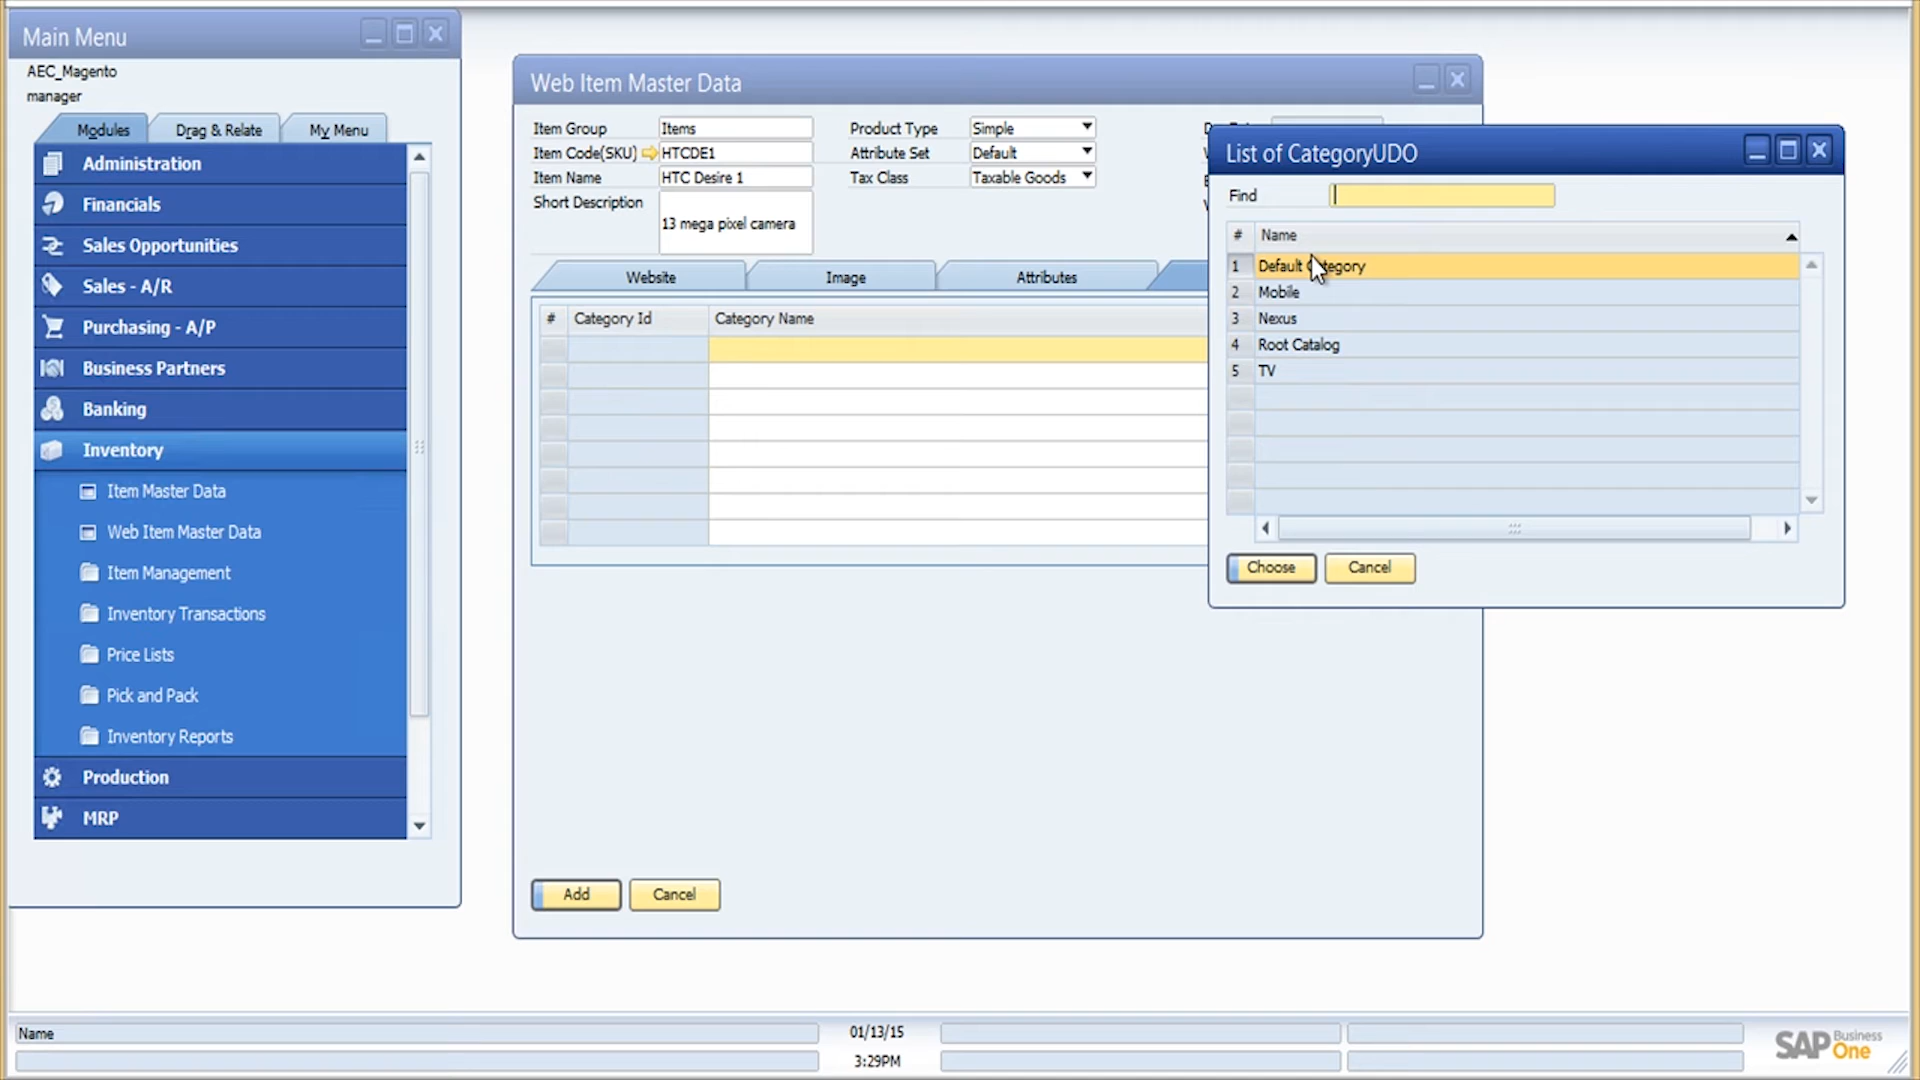 Main Menu
AEC_Magento
manager
Modules
Drag & Relate
My Menu
Administration
Financials
Sales Opportunities
Sales - A/R
Purchasing - A/P
Business Partners
Banking
Inventory
Item Master Data
Web Item Master Data
Item Management
Inventory Transactions
Price Lists
Pick and Pack
Inventory Reports
Production
MRP
Web Item Master Data
Item Group Items
Item Code(SKU) HTCDE1
Item Name HTC Desire 1
Short Description
13 mega pixel camera
Product Type Simple
Attribute Set Default
Tax Class Taxable Goods
Website
Image
Attributes
# Category Id Category Name
Add
Cancel
List of CategoryUDO
Find
# Name
1 Default Category
2 Mobile
3 Nexus
4 Root Catalog
5 TV
Choose
Cancel
Name
01/13/15
3:29PM
SAP Business One